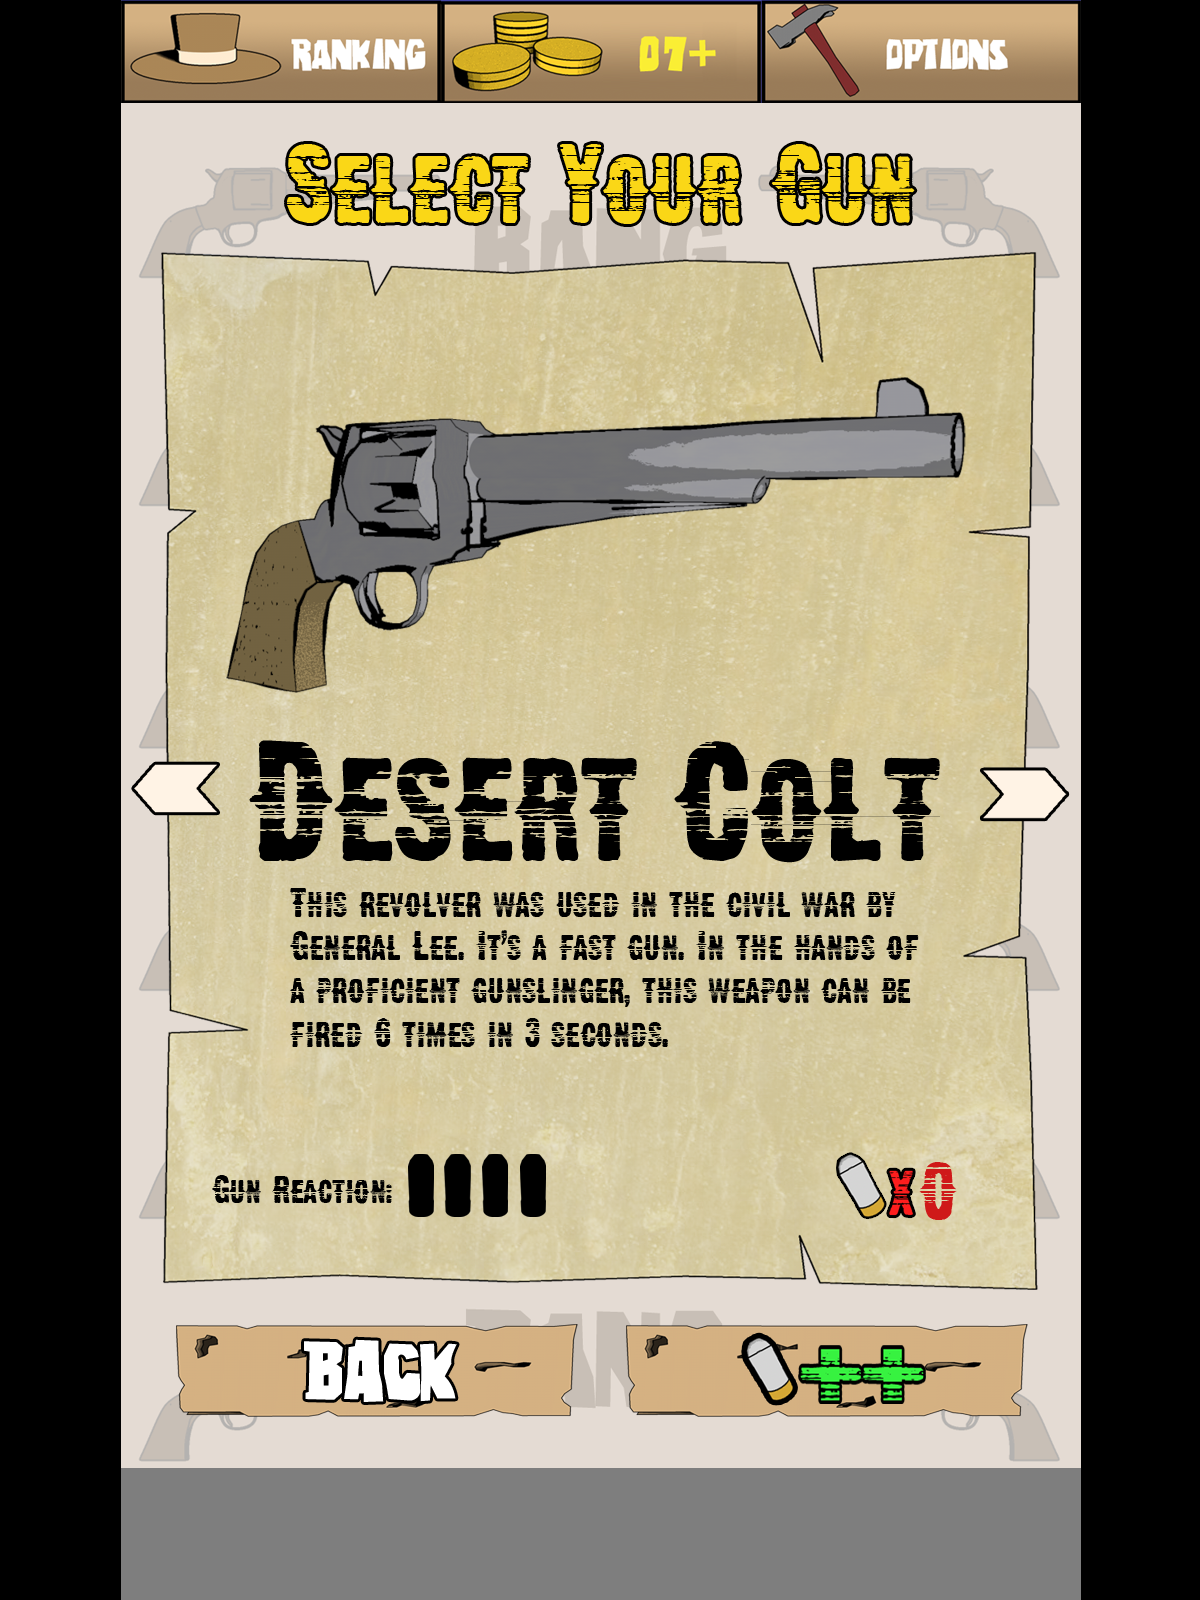 RANKING
07+
OPTIONS
Select Your Gun
BANG
Desert Colt
This revolver was used in the civil war by
General Lee. It's a fast gun. In the hands of
a proficient gunslinger, this weapon can be
fired 6 times in 3 seconds.
Gun Reaction:
x0
BANG
BACK
++